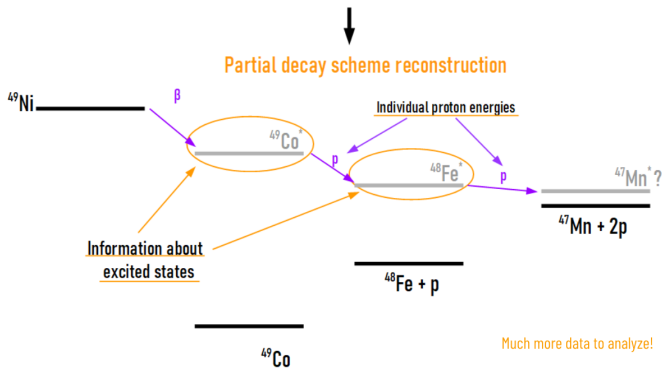 Partial decay scheme reconstruction
⁴⁹Ni
β
Individual proton energies
⁴⁹Co*
p
⁴⁸Fe*
p
⁴⁷Mn*?
⁴⁷Mn + 2p
Information about
excited states
⁴⁸Fe + p
Much more data to analyze!
⁴⁹Co